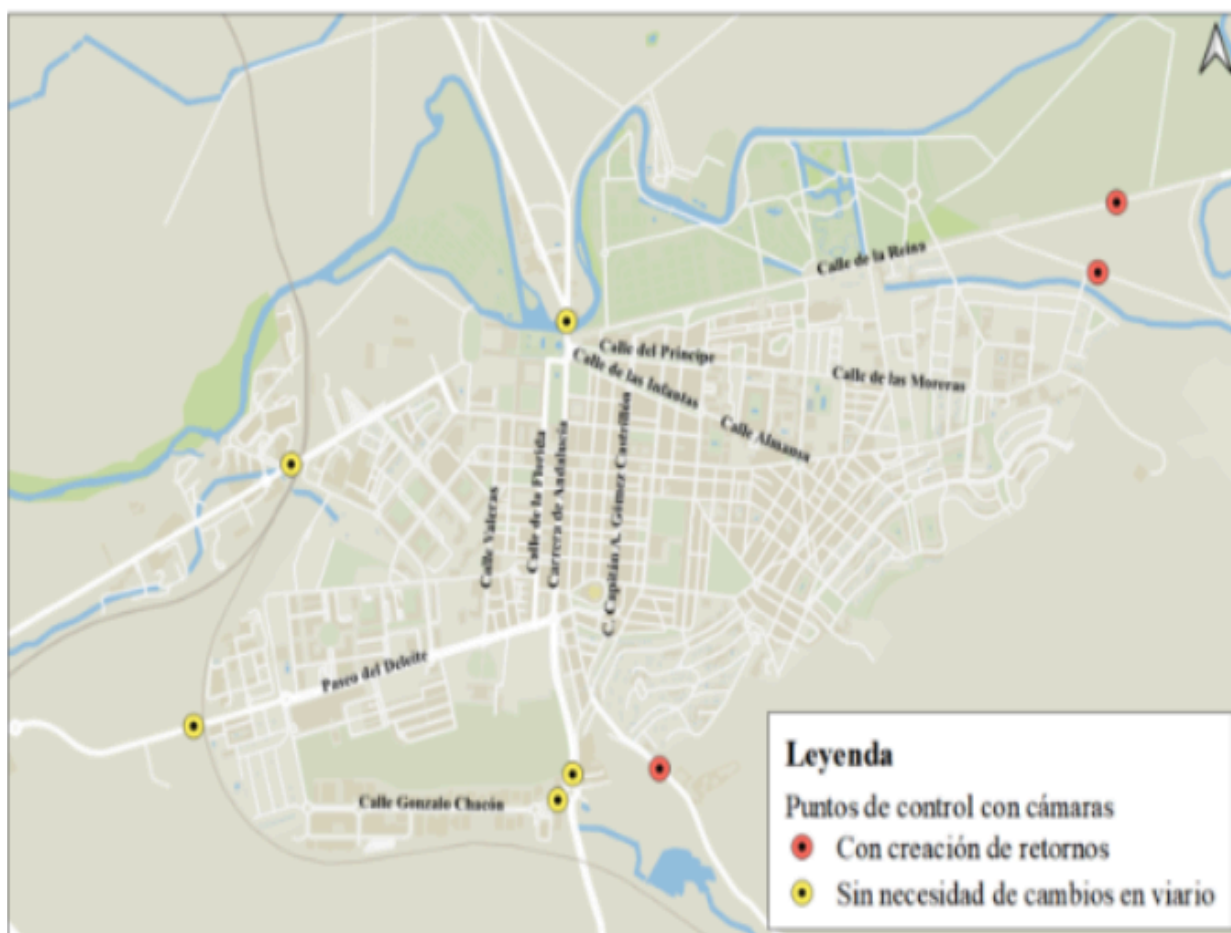 Calle de la Reina
Calle del Príncipe
Calle de las Infantas
Calle de las Moreras
Calle Almansa
Calle Valeras
Calle de la Florida
Carrera de Andalucía
C. Capitán A. Gómez Castrillón
Paseo del Deleite
Calle Gonzalo Chacón
Leyenda
Puntos de control con cámaras
Con creación de retornos
Sin necesidad de cambios en viario